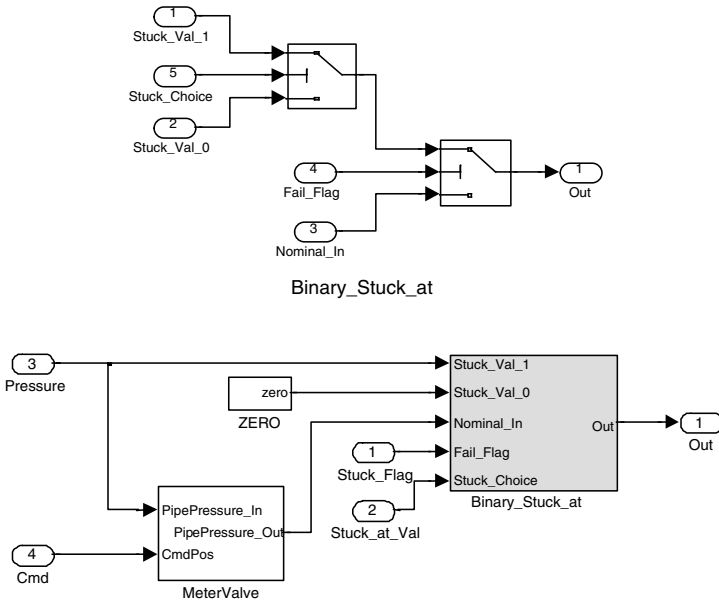 1
Stuck_Val_1
5
Stuck_Choice
2
Stuck_Val_0
4
Fail_Flag
3
Nominal_In
1
Out
Binary_Stuck_at
3
Pressure
zero
ZERO
Stuck_Val_1
Stuck_Val_0
Nominal_In
Fail_Flag
Stuck_Choice
Out
Binary_Stuck_at
1
Out
1
Stuck_Flag
2
Stuck_at_Val
PipePressure_In
PipePressure_Out
CmdPos
MeterValve
4
Cmd